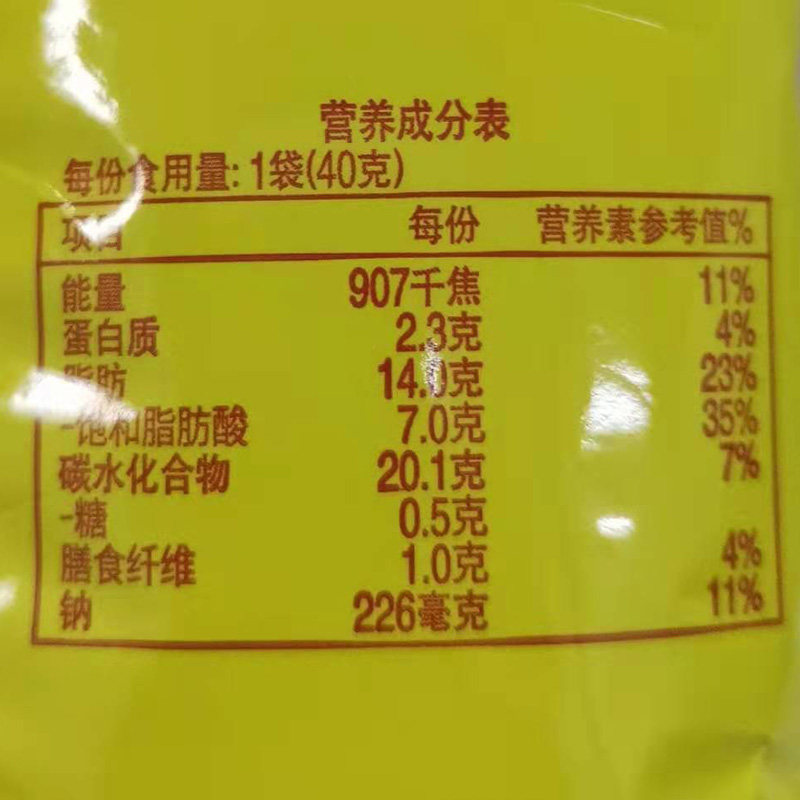 营养成分表
每份食用量: 1袋(40克)
项目 每份 营养素参考值%
能量 907千焦 11%
蛋白质 2.3克 4%
脂肪 14.0克 23%
-饱和脂肪酸 7.0克 35%
碳水化合物 20.1克 7%
-糖 0.5克
膳食纤维 1.0克 4%
钠 226毫克 11%